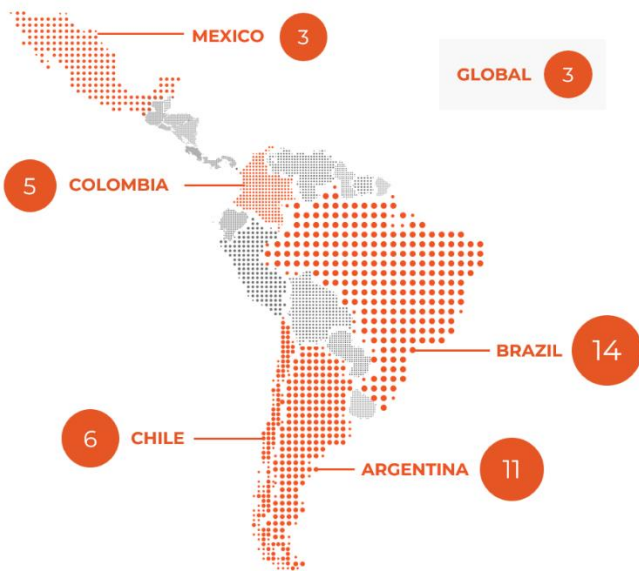 MEXICO 3
GLOBAL 3
5 COLOMBIA
BRAZIL 14
6 CHILE
ARGENTINA 11